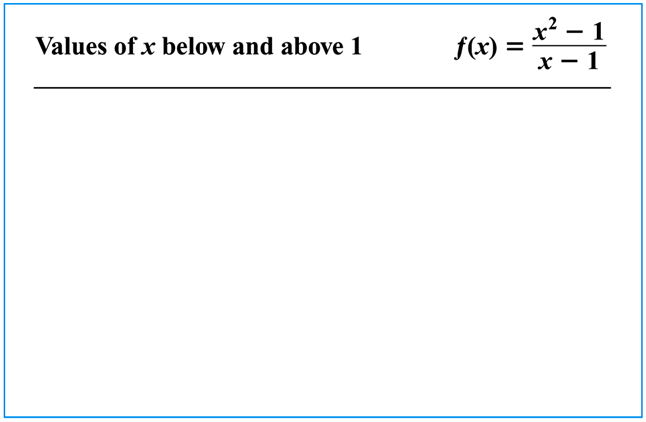 Values of x below and above 1 f(x) = x² − 1 / x − 1